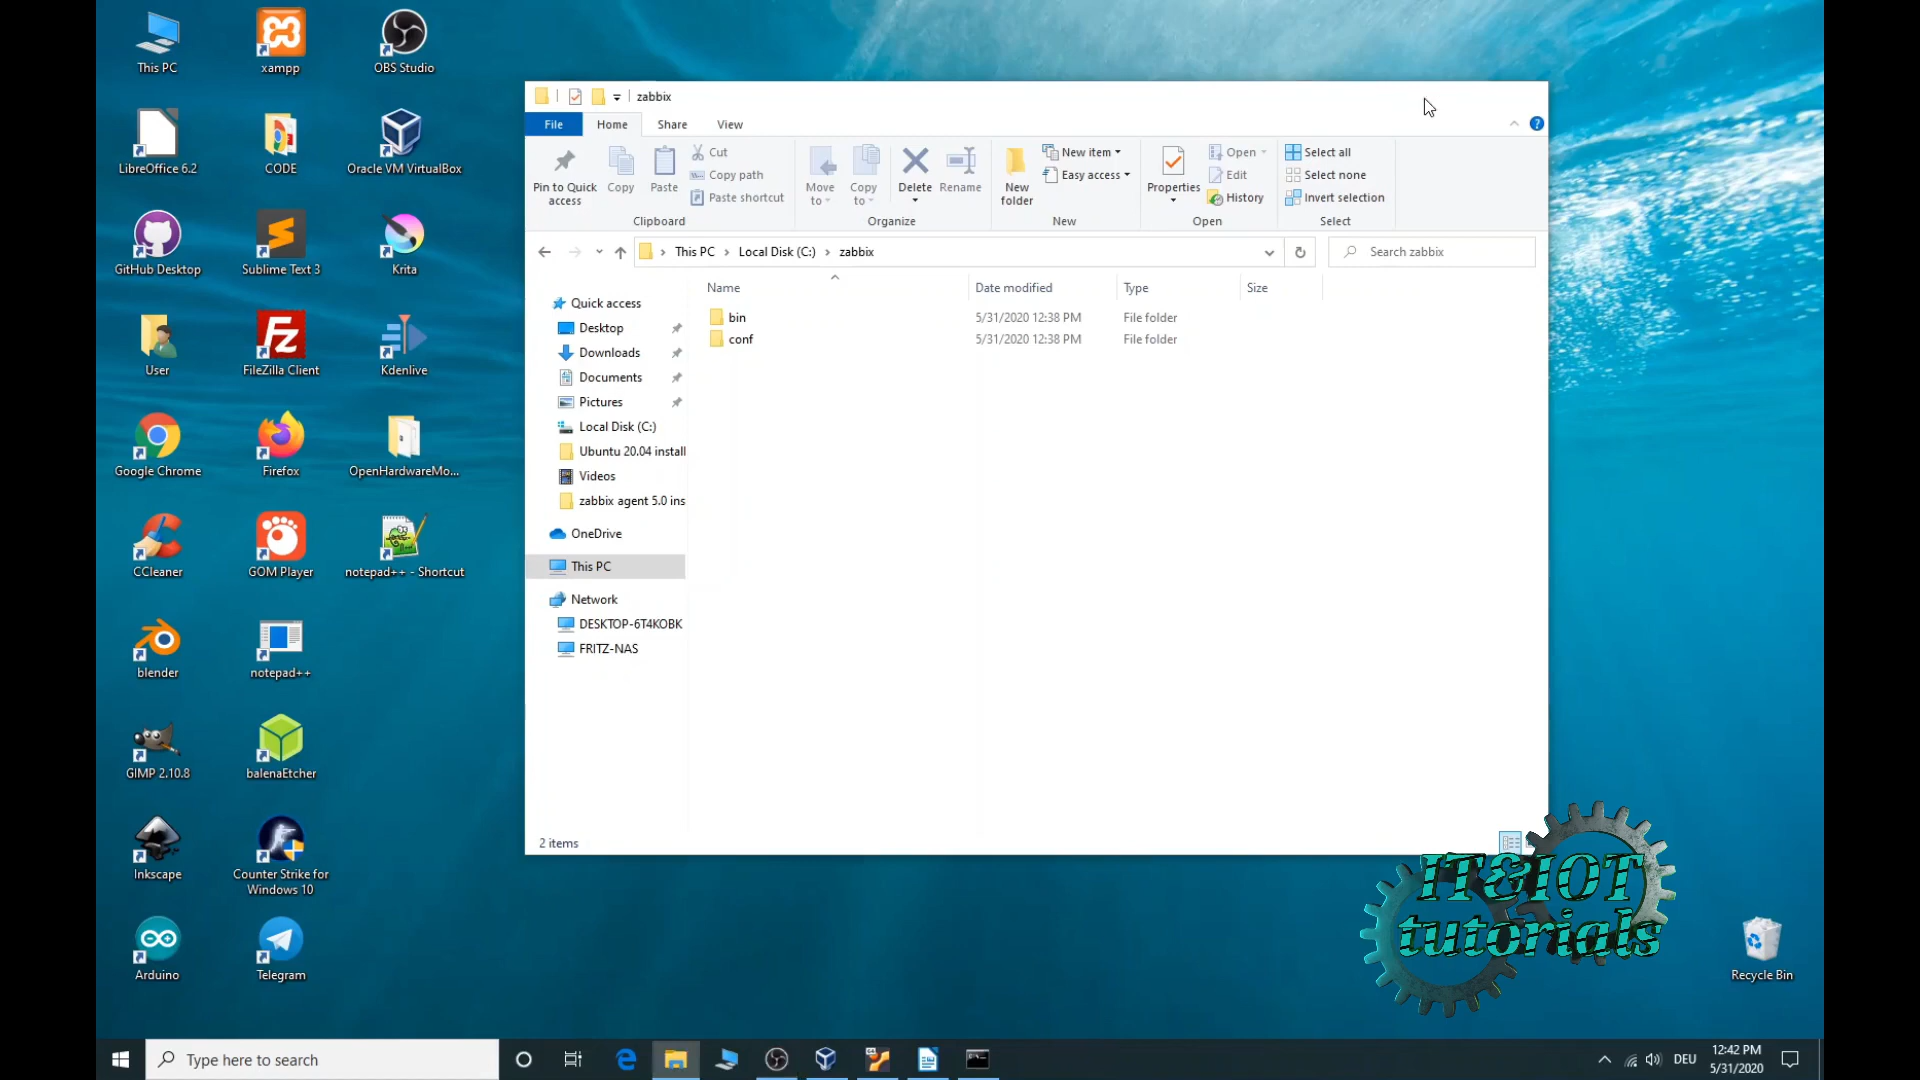 This PC
xampp
OBS Studio
LibreOffice 6.2
CODE
Oracle VM VirtualBox
GitHub Desktop
Sublime Text 3
Krita
User
FileZilla Client
Kdenlive
Google Chrome
Firefox
OpenHardwareMo...
CCleaner
GOM Player
notepad++ - Shortcut
blender
notepad++
GIMP 2.10.8
balenaEtcher
Inkscape
Counter Strike for
Windows 10
Arduino
Telegram
zabbix
File
Home
Share
View
Pin to Quick
access
Copy
Paste
Cut
Copy path
Paste shortcut
Clipboard
Move
to
Copy
to
Delete
Rename
Organize
New
folder
New item
Easy access
New
Properties
Open
Edit
History
Open
Select all
Select none
Invert selection
Select
This PC
Local Disk (C:)
zabbix
Search zabbix
Quick access
Desktop
Downloads
Documents
Pictures
Local Disk (C:)
Ubuntu 20.04 install
Videos
zabbix agent 5.0 ins
OneDrive
This PC
Network
DESKTOP-6T4KOBK
FRITZ-NAS
Name
Date modified
Type
Size
bin
5/31/2020 12:38 PM
File folder
conf
5/31/2020 12:38 PM
File folder
2 items
IT&IOT
tutorials
Recycle Bin
Type here to search
DEU
12:42 PM
5/31/2020